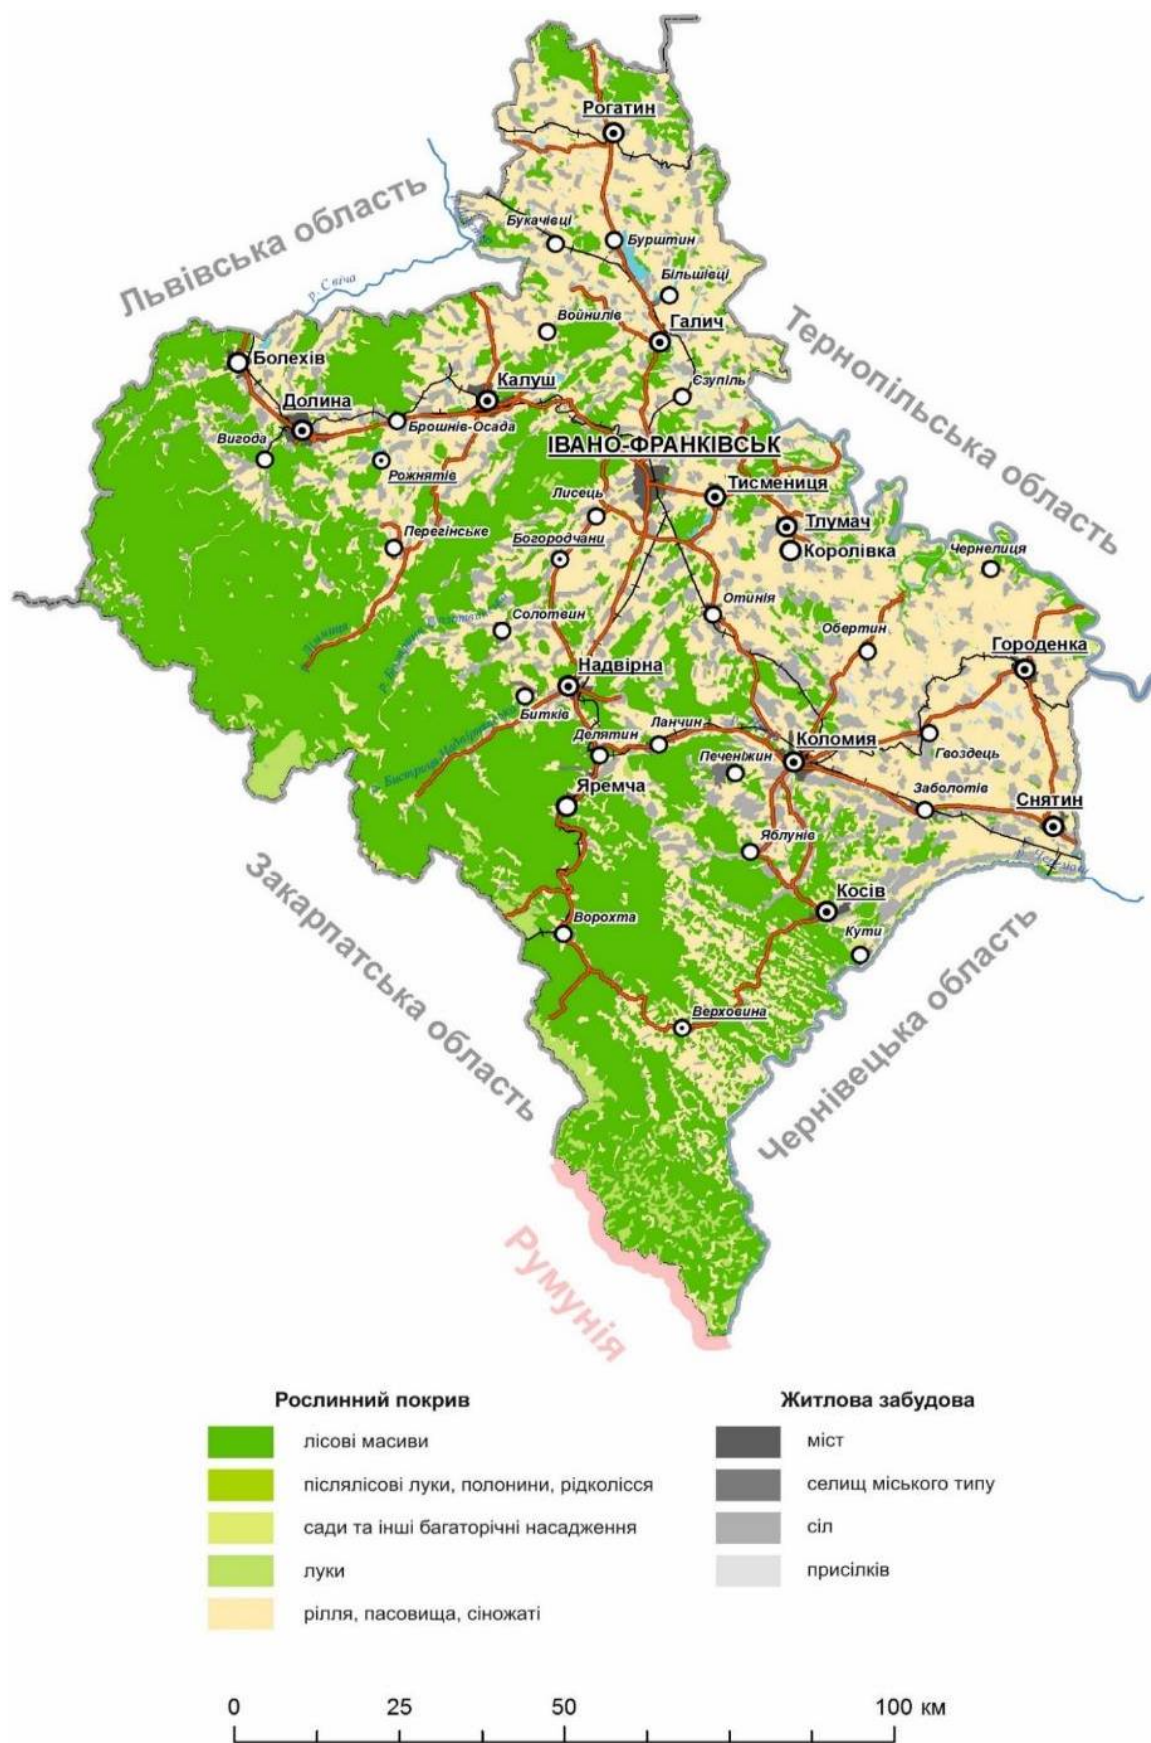 Рогатин
Львівська область
Букачівці
Бурштин
Більшівці
р. Свіча
Войнилів
Галич
Тернопільська область
Болехів
Калуш
Єзупіль
Долина
Брошнів-Осада
Вигода
ІВАНО-ФРАНКІВСЬК
Рожнятів
Тисмениця
Лисець
Тлумач
Перегінське
Богородчани
Королівка
Чернелиця
Солотвин
Отинія
Обертин
Городенка
Надвірна
Битків
р. Бистриця Надвірнянська
Делятин
Ланчин
Коломия
Печеніжин
Гвоздець
Яремча
Заболотів
Снятин
Яблунів
Закарпатська область
Косів
Ворохта
Кути
Верховина
Чернівецька область
Румунія
Рослинний покрив
лісові масиви
післялісові луки, полонини, рідколісся
сади та інші багаторічні насадження
луки
рілля, пасовища, сіножаті
Житлова забудова
міст
селищ міського типу
сіл
присілків
0 25 50 100 км